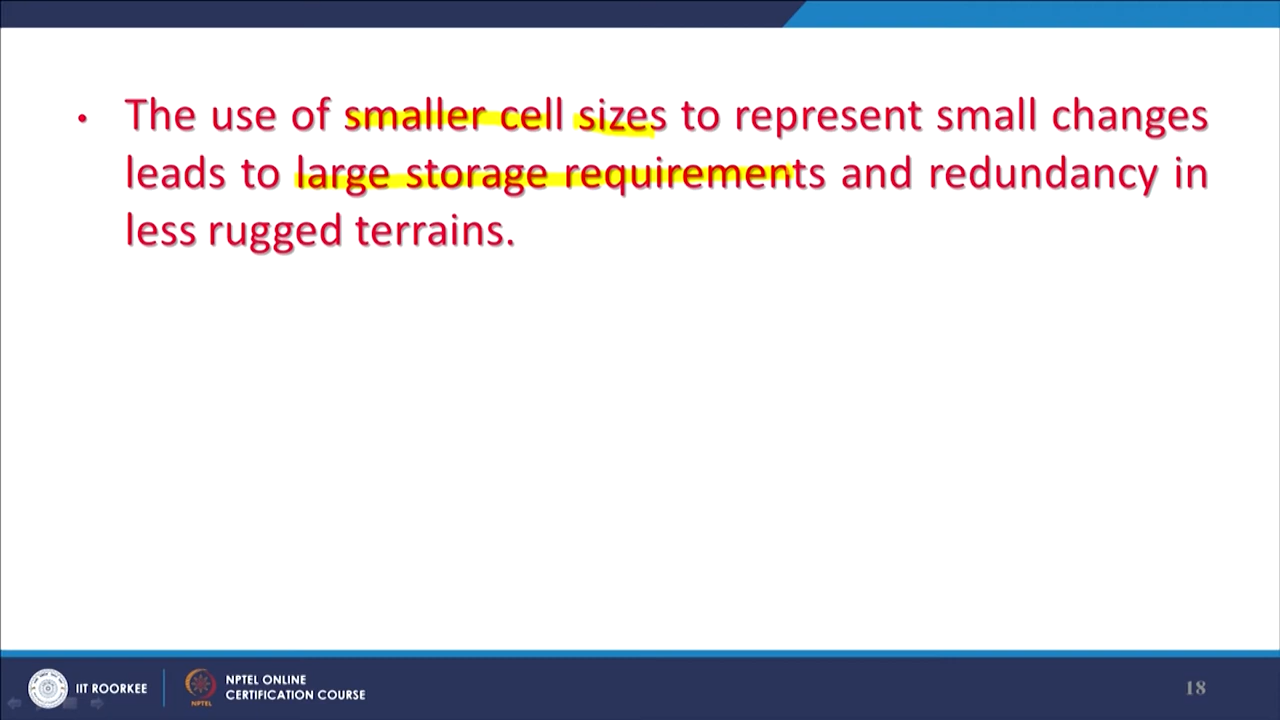 • The use of smaller cell sizes to represent small changes
leads to large storage requirements and redundancy in
less rugged terrains.
IIT ROORKEE
NPTEL
NPTEL ONLINE
CERTIFICATION COURSE
18